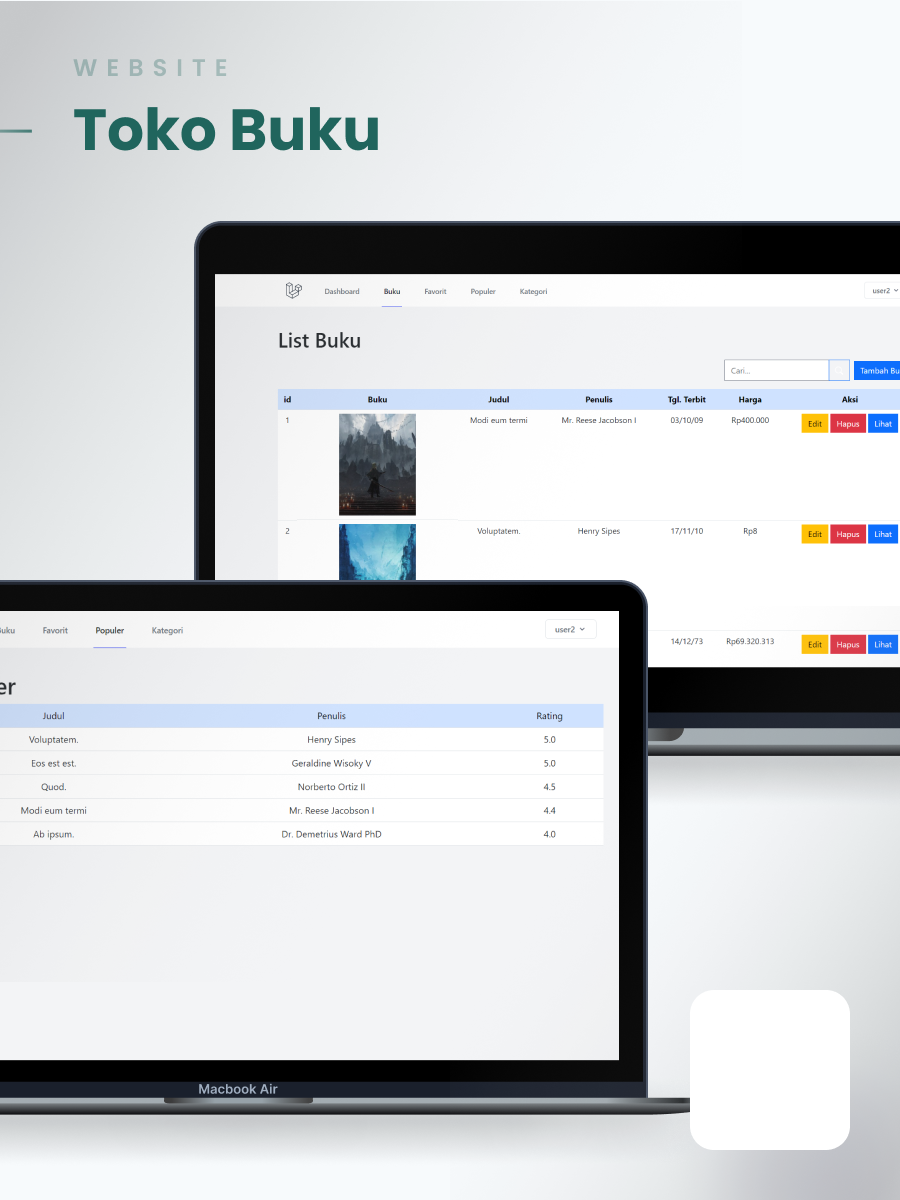 WEBSITE
Toko Buku
Dashboard Buku Favorit Populer Kategori user2
List Buku
Cari... Tambah Bu
id Buku Judul Penulis Tgl. Terbit Harga Aksi
1 Modi eum termi Mr. Reese Jacobson I 03/10/09 Rp400.000 Edit Hapus Lihat
2 Voluptatem. Henry Sipes 17/11/10 Rp8 Edit Hapus Lihat
14/12/73 Rp69.320.313 Edit Hapus Lihat
uku Favorit Populer Kategori user2
er
Judul Penulis Rating
Voluptatem. Henry Sipes 5.0
Eos est est. Geraldine Wisoky V 5.0
Quod. Norberto Ortiz II 4.5
Modi eum termi Mr. Reese Jacobson I 4.4
Ab ipsum. Dr. Demetrius Ward PhD 4.0
Macbook Air